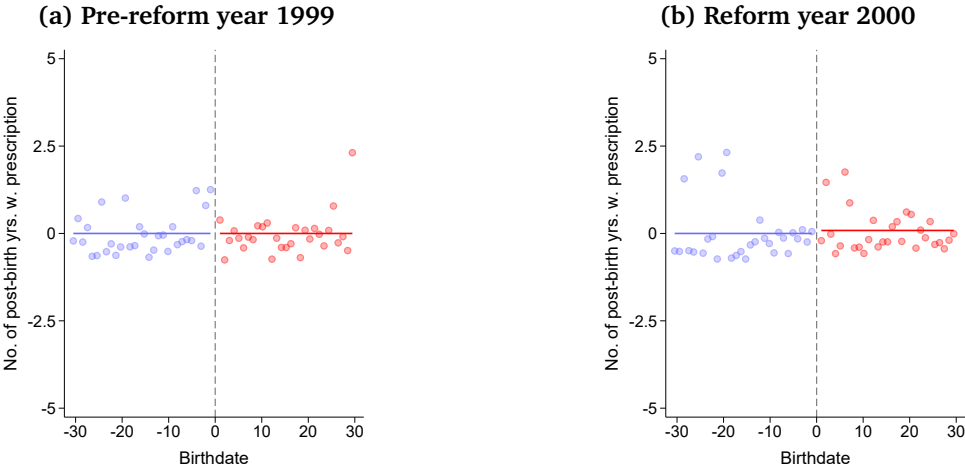 (a) Pre-reform year 1999
No. of post-birth yrs. w. prescription
5
2.5
0
-2.5
-5
-30 -20 -10 0 10 20 30
Birthdate
(b) Reform year 2000
No. of post-birth yrs. w. prescription
5
2.5
0
-2.5
-5
-30 -20 -10 0 10 20 30
Birthdate